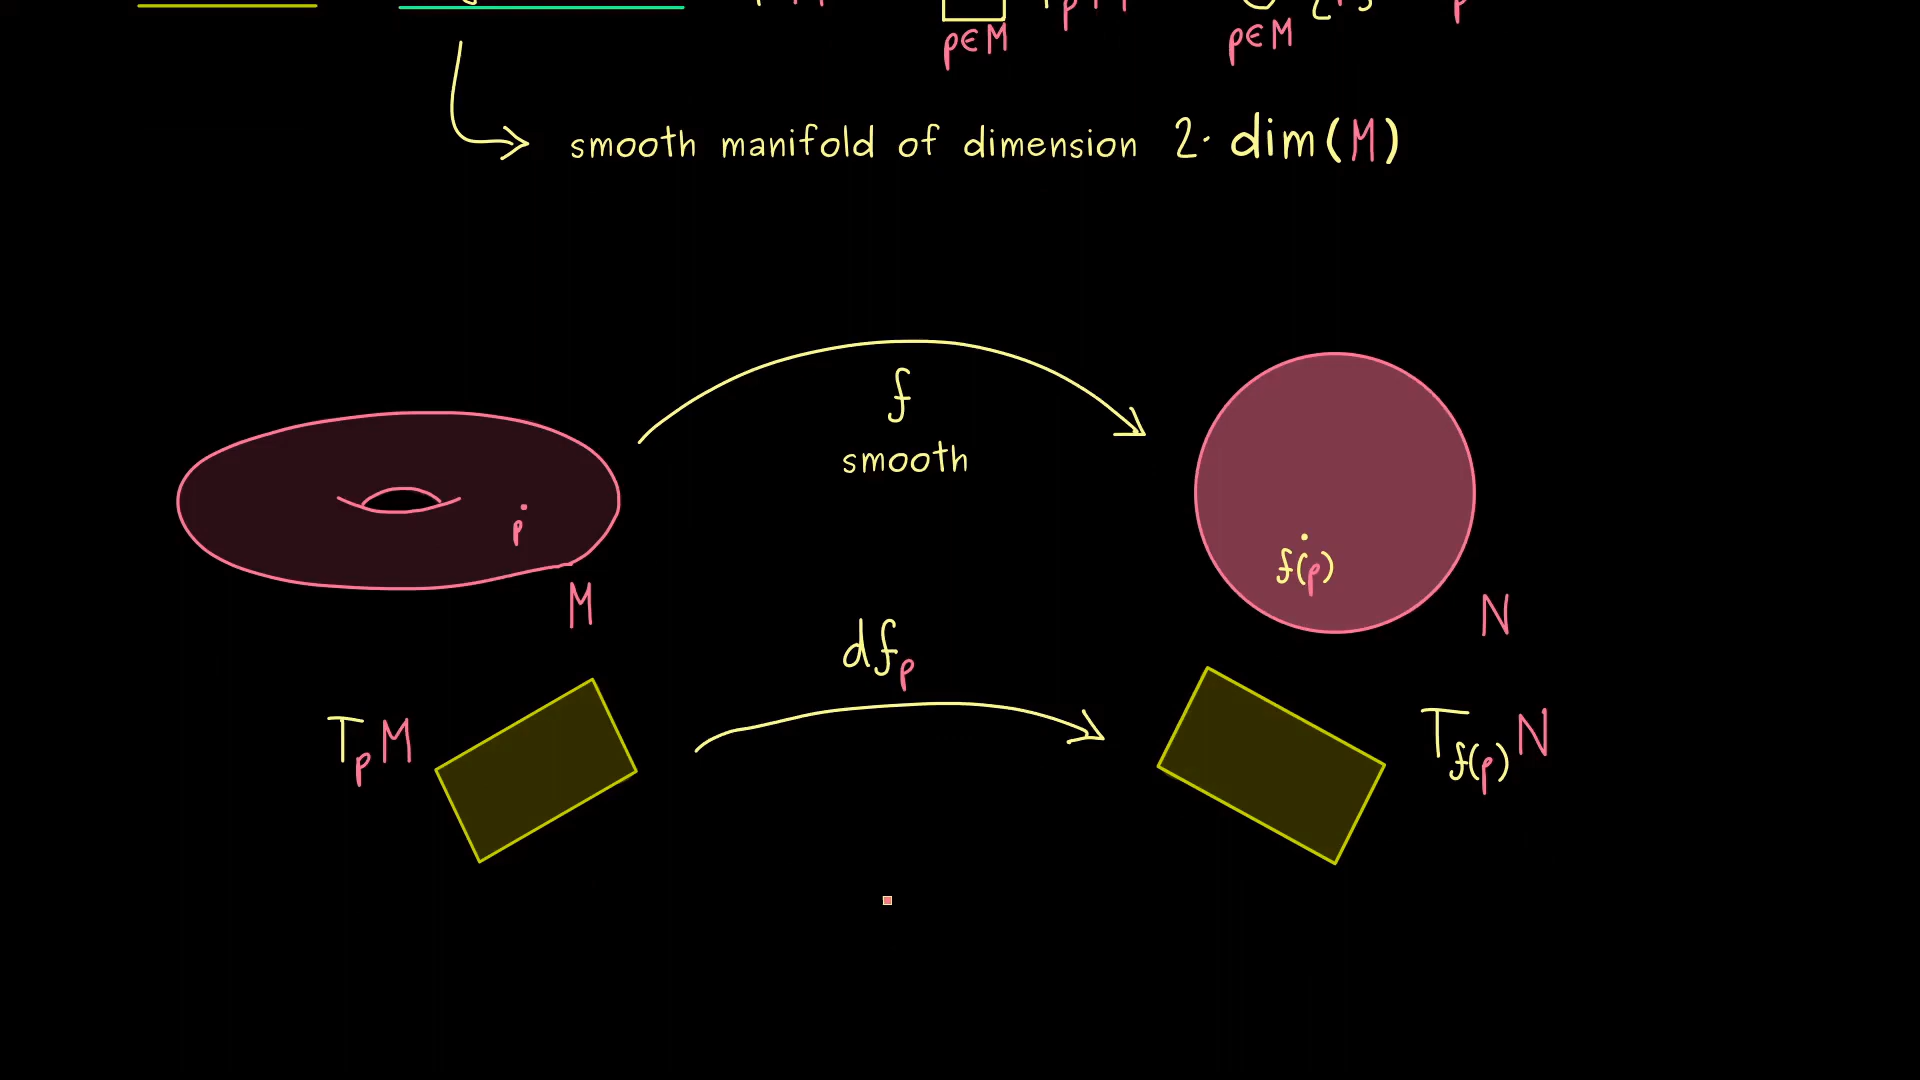 p∈M p∈M
smooth manifold of dimension 2· dim(M)
f
smooth
p
f(p)
M
N
df_p
T_pM
T_f(p)N